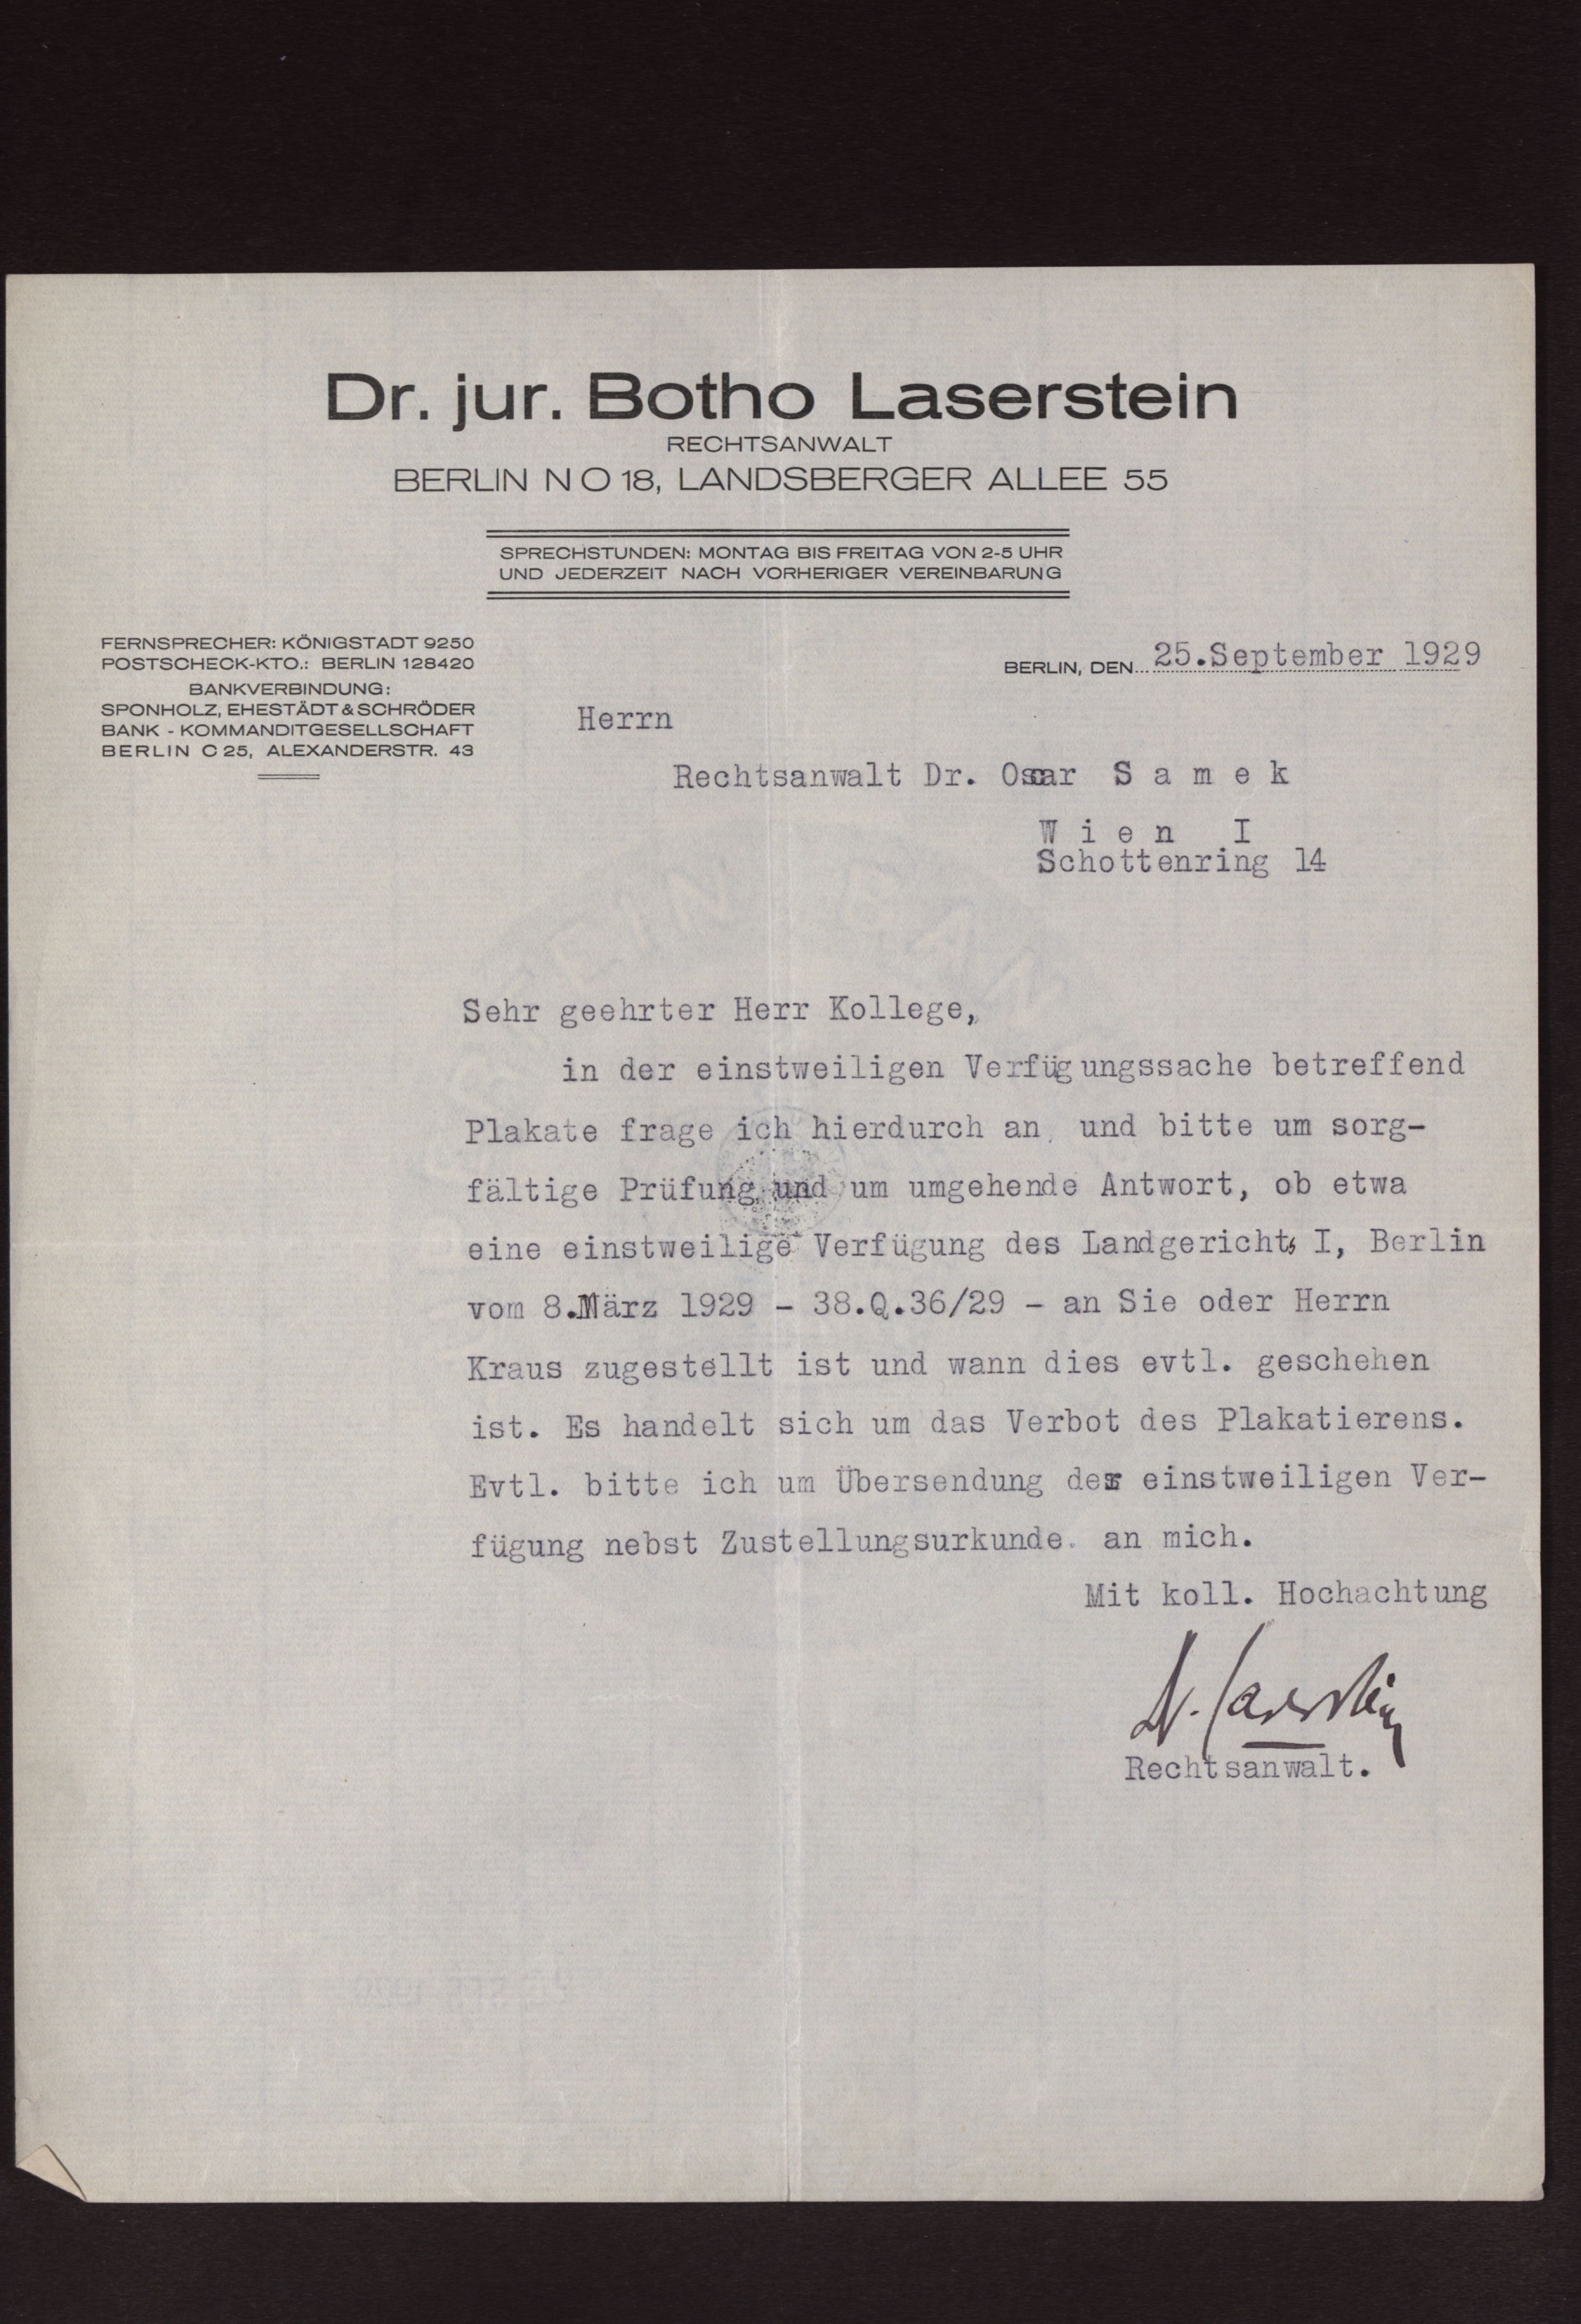 Dr. jur. Botho Laserstein
RECHTSANWALT
BERLIN NO 18, LANDSBERGER ALLEE 55
SPRECHSTUNDEN: MONTAG BIS FREITAG VON 2-5 UHR
UND JEDERZEIT NACH VORHERIGER VEREINBARUNG
FERNSPRECHER: KÖNIGSTADT 9250
POSTSCHECK-KTO.: BERLIN 128420
BANKVERBINDUNG:
SPONHOLZ, EHESTÄDT & SCHRÖDER
BANK - KOMMANDITGESELLSCHAFT
BERLIN C 25, ALEXANDERSTR. 43
BERLIN, DEN 25.September 1929
Herrn
Rechtsanwalt Dr. Oscar S a m e k
W i e n I
Schottenring 14
Sehr geehrter Herr Kollege,
in der einstweiligen Verfügungssache betreffend
Plakate frage ich hierdurch an, und bitte um sorg-
fältige Prüfung und um umgehende Antwort, ob etwa
eine einstweilige Verfügung des Landgerichts I, Berlin
vom 8.März 1929 - 38.Q.36/29 - an Sie oder Herrn
Kraus zugestellt ist und wann dies evtl. geschehen
ist. Es handelt sich um das Verbot des Plakatierens.
Evtl. bitte ich um Übersendung der einstweiligen Ver-
fügung nebst Zustellungsurkunde. an mich.
Mit koll. Hochachtung
Dr. Laserstein
Rechtsanwalt.